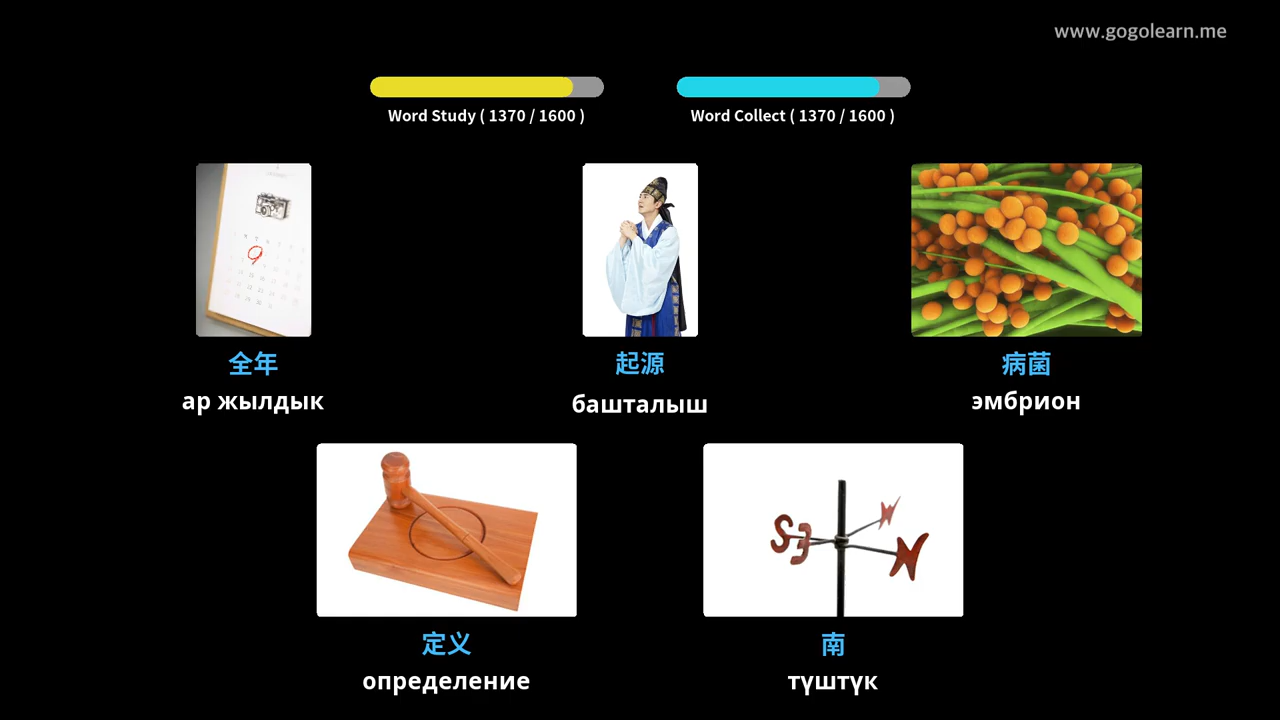 www.gogolearn.me
Word Study ( 1370 / 1600 )
Word Collect ( 1370 / 1600 )
全年
ар жылдык
起源
башталыш
病菌
эмбрион
定义
определение
南
түштүк